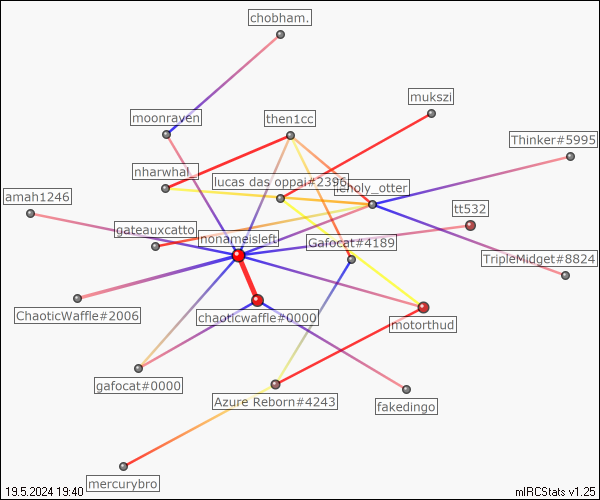 chobham.
mukszi
moonraven
then1cc
Thinker#5995
nharwhal_
lucas das oppai#2396
holy_otter
amah1246
tt532
gateauxcatto
nonameisleft
Gafocat#4189
TripleMidget#8824
ChaoticWaffle#2006
chaoticwaffle#0000
motorthud
gafocat#0000
Azure Reborn#4243
fakedingo
mercurybro
19.5.2024 19:40
mIRCStats v1.25